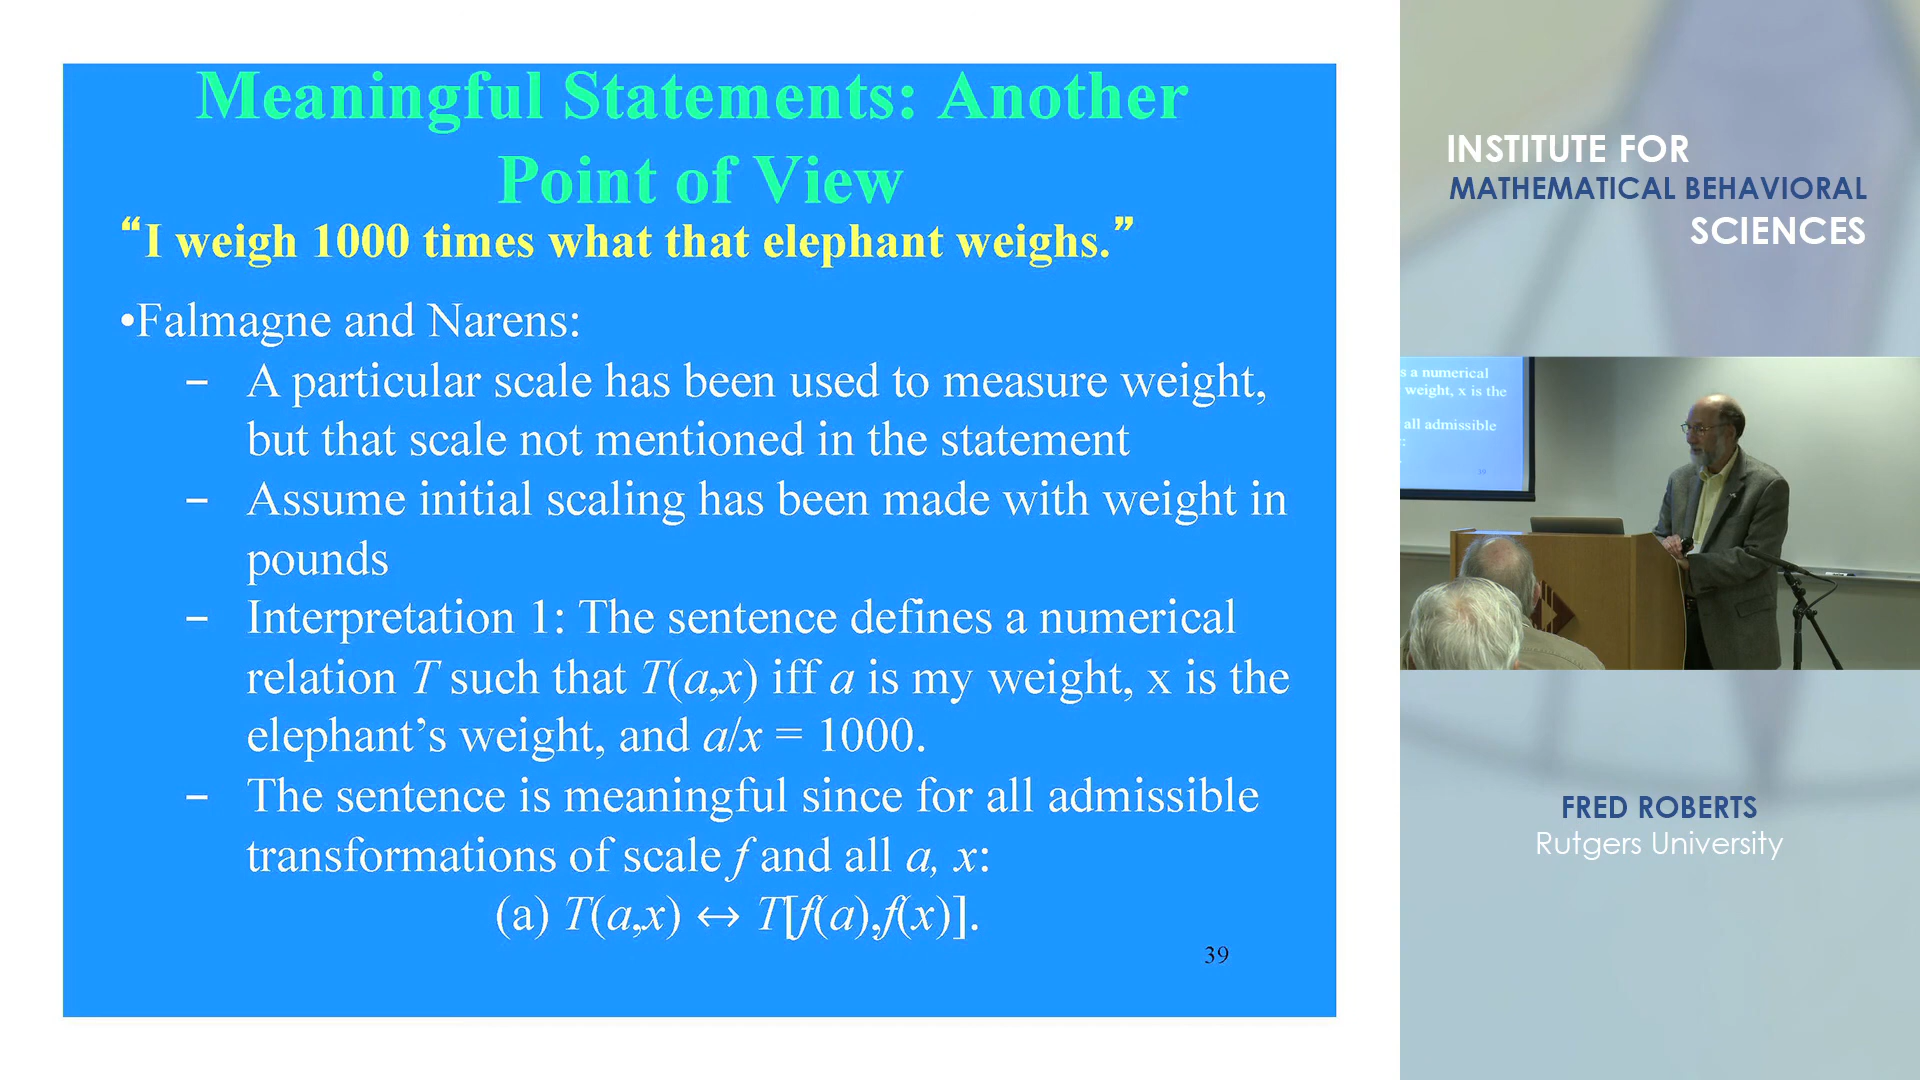 Meaningful Statements: Another
Point of View
“I weigh 1000 times what that elephant weighs.”
•Falmagne and Narens:
– A particular scale has been used to measure weight,
but that scale not mentioned in the statement
– Assume initial scaling has been made with weight in
pounds
– Interpretation 1: The sentence defines a numerical
relation T such that T(a,x) iff a is my weight, x is the
elephant’s weight, and a/x = 1000.
– The sentence is meaningful since for all admissible
transformations of scale f and all a, x:
(a) T(a,x) ↔ T[f(a),f(x)].
39
INSTITUTE FOR
MATHEMATICAL BEHAVIORAL
SCIENCES
s a numerical
weight, x is the
all admissible
:
39
FRED ROBERTS
Rutgers University